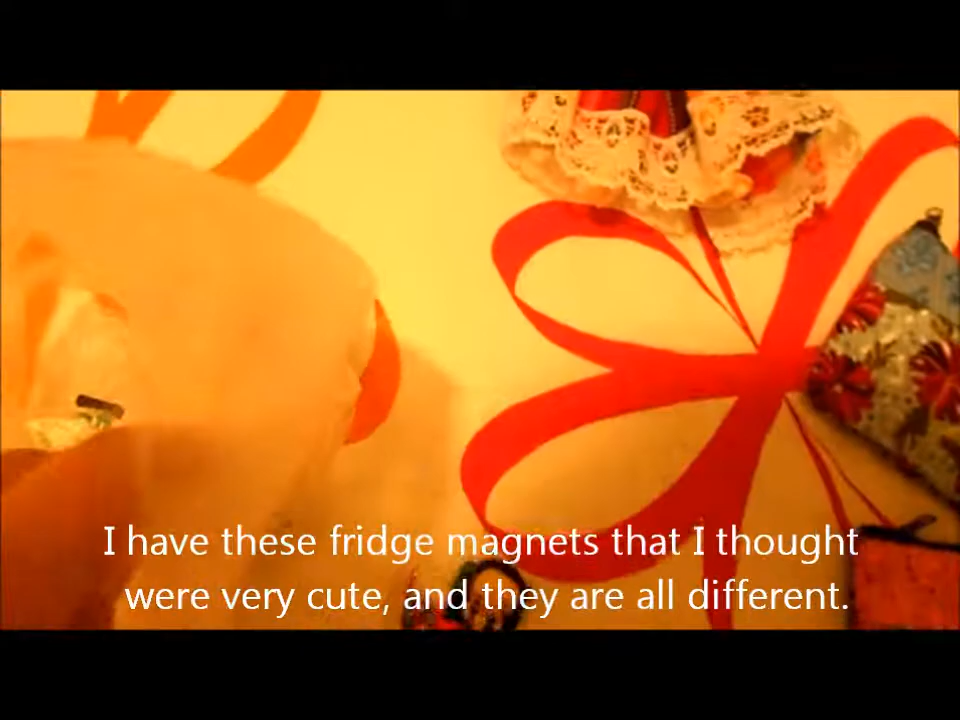 I have these fridge magnets that I thought
were very cute, and they are all different.